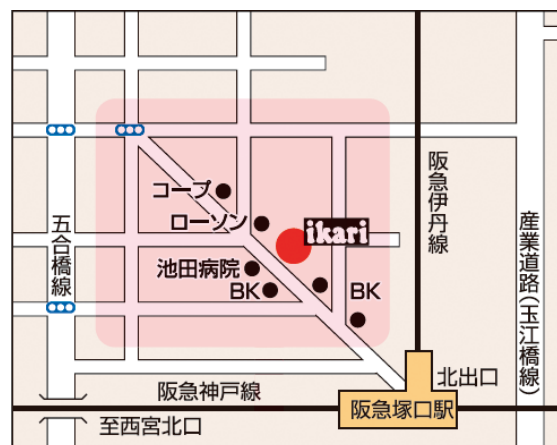 コープ
ローソン
ikari
池田病院
BK
BK
五合橋線
阪急伊丹線
産業道路(玉江橋線)
阪急神戸線
北出口
阪急塚口駅
至西宮北口